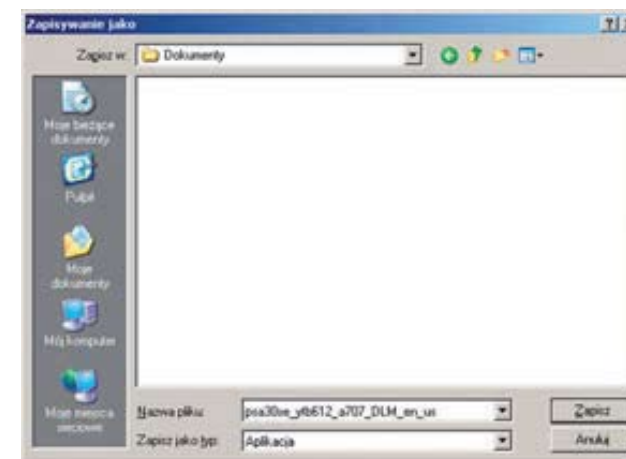 Zapisywanie jako
Zapisz w:
Dokumenty
Moje bieżące
dokumenty
Pulpit
Moje
dokumenty
Mój komputer
Moje miejsca
sieciowe
Nazwa pliku:
psa30se_ytb612_a707_DLM_en_us
Zapisz
Zapisz jako typ:
Aplikacja
Anuluj